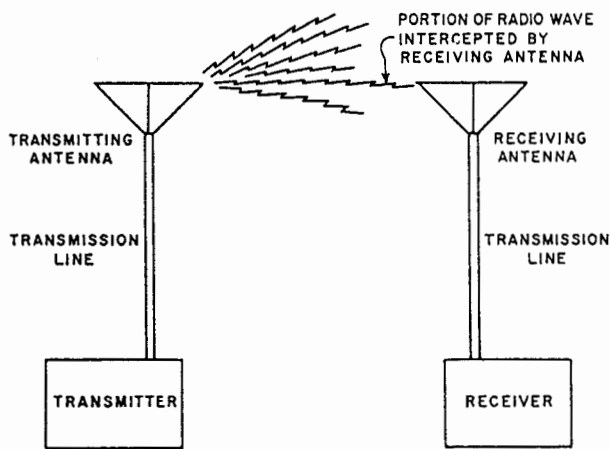 PORTION OF RADIO WAVE
INTERCEPTED BY
RECEIVING ANTENNA
TRANSMITTING
ANTENNA
RECEIVING
ANTENNA
TRANSMISSION
LINE
TRANSMISSION
LINE
TRANSMITTER
RECEIVER